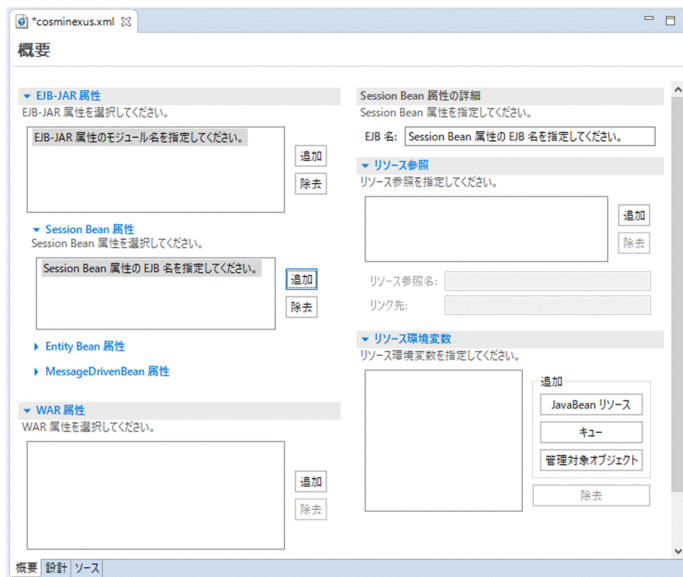 *cosminexus.xml
概要
EJB-JAR 属性
EJB-JAR 属性を選択してください。
EJB-JAR 属性のモジュール名を指定してください。
追加
除去
Session Bean 属性
Session Bean 属性を選択してください。
Session Bean 属性の EJB 名を指定してください。
追加
除去
Entity Bean 属性
MessageDrivenBean 属性
WAR 属性
WAR 属性を選択してください。
追加
除去
Session Bean 属性の詳細
Session Bean 属性を指定してください。
EJB 名: Session Bean 属性の EJB 名を指定してください。
リソース参照
リソース参照を指定してください。
追加
除去
リソース参照名:
リンク先:
リソース環境変数
リソース環境変数を指定してください。
追加
JavaBean リソース
キュー
管理対象オブジェクト
除去
概要 設計 ソース